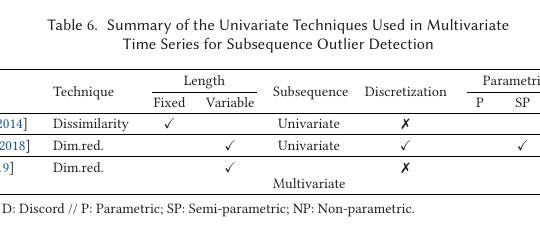 Table 6. Summary of the Univariate Techniques Used in Multivariate
Time Series for Subsequence Outlier Detection
Length Parametri
Technique Subsequence Discretization
Fixed Variable P SP
2014] Dissimilarity ✓ Univariate ✗
2018] Dim.red. ✓ Univariate ✓ ✓
9] Dim.red. ✓ ✗
Multivariate
D: Discord // P: Parametric; SP: Semi-parametric; NP: Non-parametric.